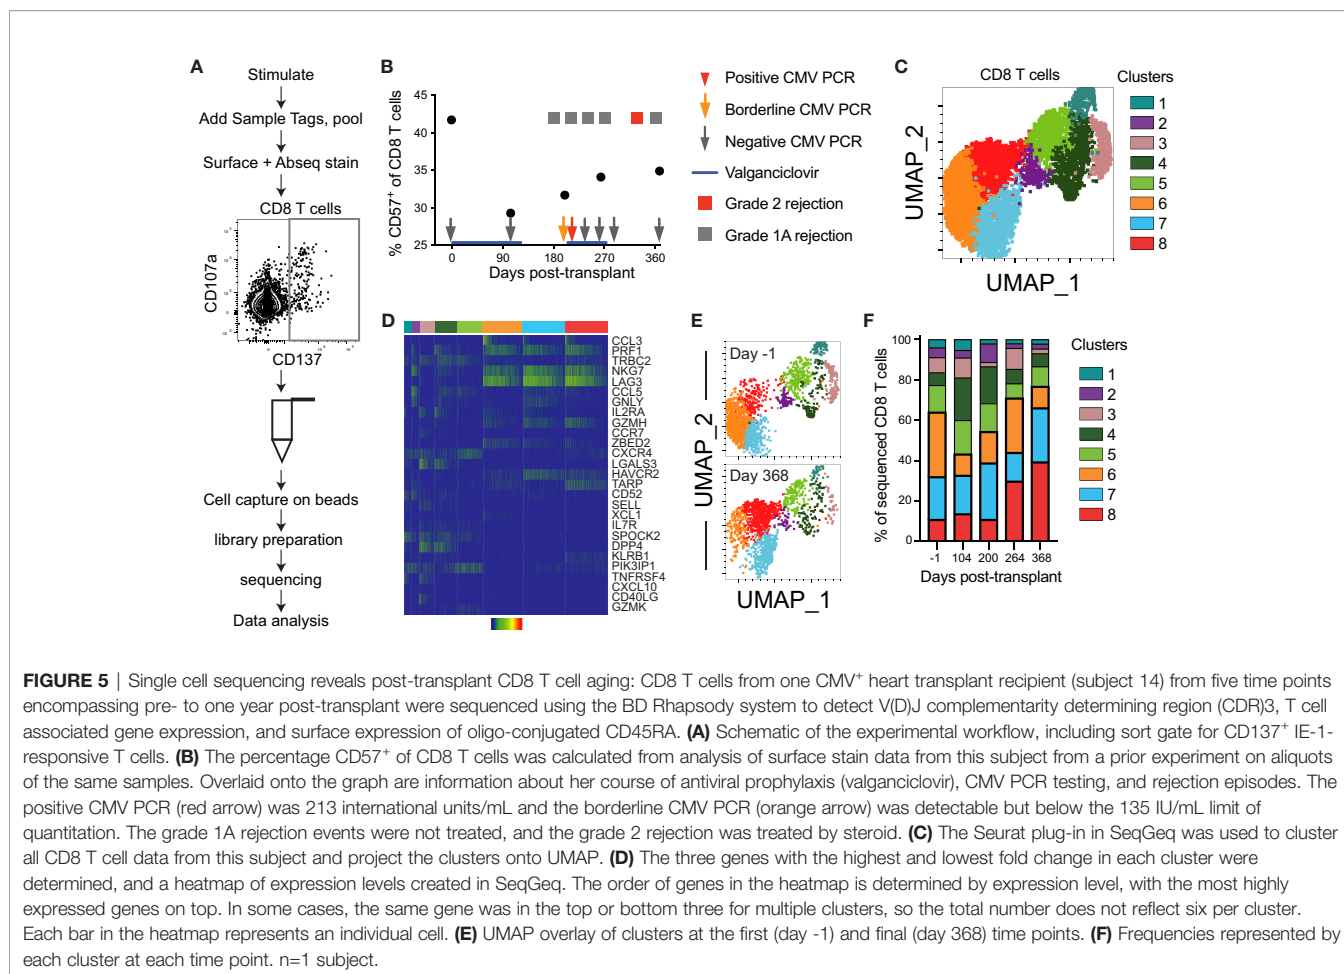 A
Stimulate
Add Sample Tags, pool
Surface + Abseq stain
CD8 T cells
CD107a
CD137
Cell capture on beads
library preparation
sequencing
Data analysis
B
% CD57+ of CD8 T cells
45
40
35
30
25
0
90
180
270
360
Days post-transplant
Positive CMV PCR
Borderline CMV PCR
Negative CMV PCR
Valganciclovir
Grade 2 rejection
Grade 1A rejection
C
CD8 T cells
UMAP_2
UMAP_1
Clusters
1
2
3
4
5
6
7
8
D
CCL3
PRF1
TRBC2
NKG7
LAG3
CCL5
GNLY
IL2RA
GZMH
CCR7
ZBED2
CXCR4
LGALS3
HAVCR2
TARP
CD52
SELL
XCL1
IL7R
SPOCK2
DPP4
KLRB1
PIK3IP1
TNFRSF4
CXCL10
CD40LG
GZMK
E
Day -1
Day 368
UMAP_2
UMAP_1
F
% of sequenced CD8 T cells
100
80
60
40
20
0
-1
104
200
264
368
Days post-transplant
Clusters
1
2
3
4
5
6
7
8
FIGURE 5 | Single cell sequencing reveals post-transplant CD8 T cell aging: CD8 T cells from one CMV+ heart transplant recipient (subject 14) from five time points
encompassing pre- to one year post-transplant were sequenced using the BD Rhapsody system to detect V(D)J complementarity determining region (CDR)3, T cell
associated gene expression, and surface expression of oligo-conjugated CD45RA. (A) Schematic of the experimental workflow, including sort gate for CD137+ IE-1-
responsive T cells. (B) The percentage CD57+ of CD8 T cells was calculated from analysis of surface stain data from this subject from a prior experiment on aliquots
of the same samples. Overlaid onto the graph are information about her course of antiviral prophylaxis (valganciclovir), CMV PCR testing, and rejection episodes. The
positive CMV PCR (red arrow) was 213 international units/mL and the borderline CMV PCR (orange arrow) was detectable but below the 135 IU/mL limit of
quantitation. The grade 1A rejection events were not treated, and the grade 2 rejection was treated by steroid. (C) The Seurat plug-in in SeqGeq was used to cluster
all CD8 T cell data from this subject and project the clusters onto UMAP. (D) The three genes with the highest and lowest fold change in each cluster were
determined, and a heatmap of expression levels created in SeqGeq. The order of genes in the heatmap is determined by expression level, with the most highly
expressed genes on top. In some cases, the same gene was in the top or bottom three for multiple clusters, so the total number does not reflect six per cluster.
Each bar in the heatmap represents an individual cell. (E) UMAP overlay of clusters at the first (day -1) and final (day 368) time points. (F) Frequencies represented by
each cluster at each time point. n=1 subject.